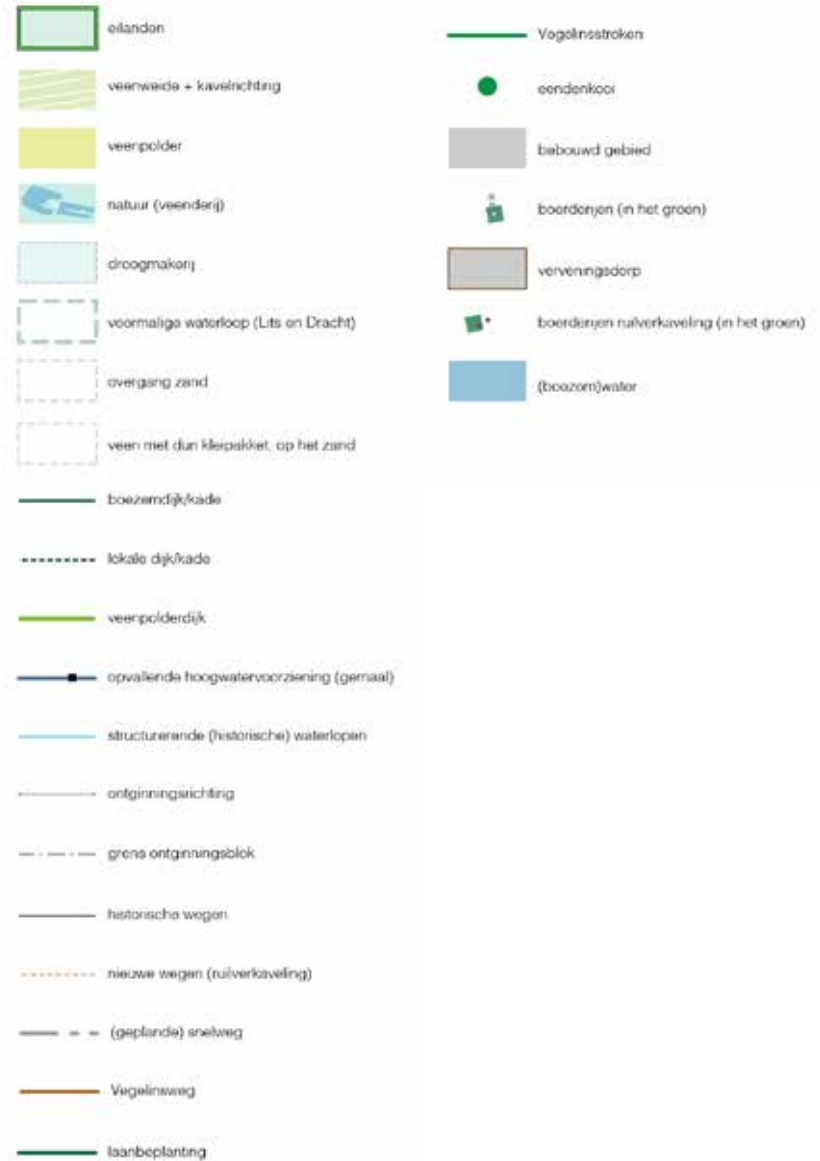 eilanden
veenweide + kavelrichting
veenpolder
natuur (veenderij)
droogmakerij
voormalige waterloop (Lits en Dracht)
overgang zand
veen met dun kleipakket, op het zand
boezemdijk/kade
lokale dijk/kade
veenpolderdijk
opvallende hoogwatervoorziening (gemaal)
structurerende (historische) waterlopen
ontginningsrichting
grens ontginningsblok
historische wegen
nieuwe wegen (ruilverkaveling)
(geplande) snelweg
Vegelinsweg
laanbeplanting
Vegelinsstroken
eendenkooi
bebouwd gebied
boerderijen (in het groen)
verveningsdorp
boerderijen ruilverkaveling (in het groen)
(boezem)water